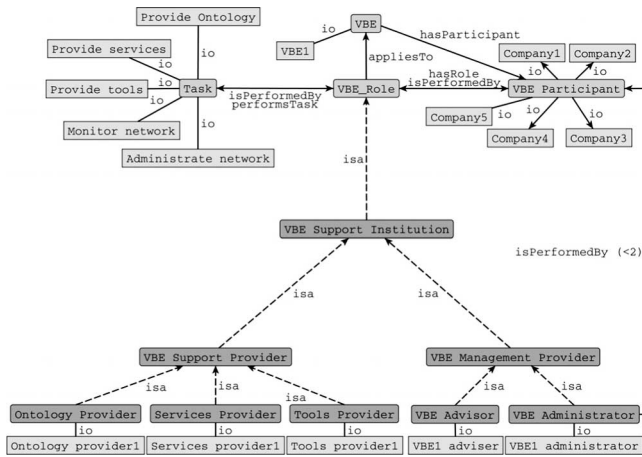 Provide Ontology
VBE
io
hasParticipant
Provide services
io
VBE1
Company1
Company2
io
appliesTo
io
io
Provide tools
io
Task
isPerformedBy
performsTask
VBE_Role
hasRole
isPerformedBy
VBE Participant
io
Monitor network
io
Company5
io
io
io
Administrate network
Company4
Company3
isa
VBE Support Institution
isPerformedBy (<2)
isa
isa
VBE Support Provider
VBE Management Provider
isa
isa
isa
isa
isa
Ontology Provider
Services Provider
Tools Provider
VBE Advisor
VBE Administrator
io
io
io
io
io
Ontology provider1
Services provider1
Tools provider1
VBE1 adviser
VBE1 administrator